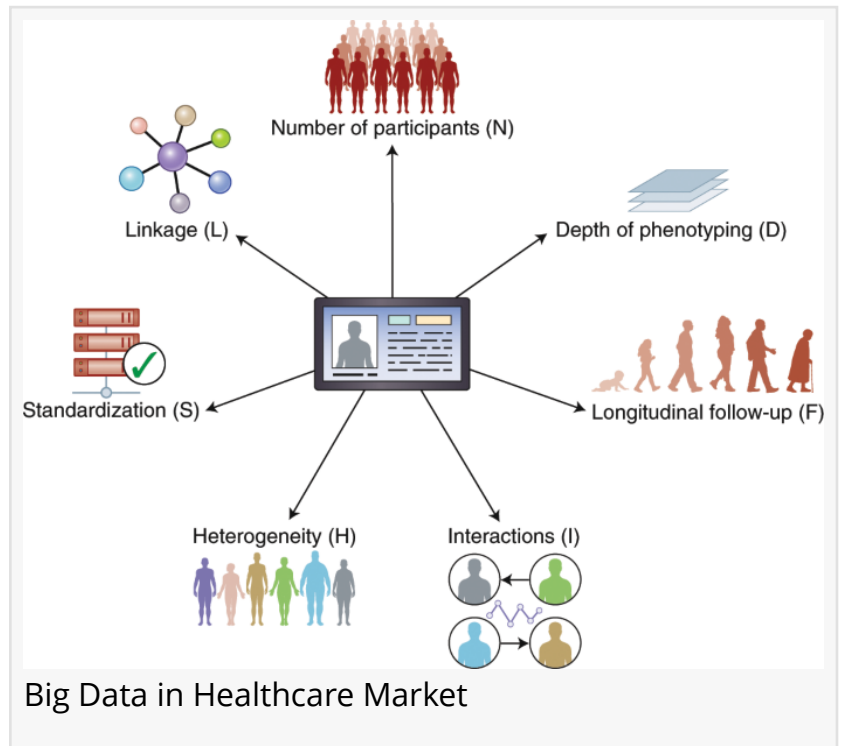 Number of participants (N)
Linkage (L)
Depth of phenotyping (D)
Standardization (S)
Longitudinal follow-up (F)
Heterogeneity (H)
Interactions (I)
Big Data in Healthcare Market